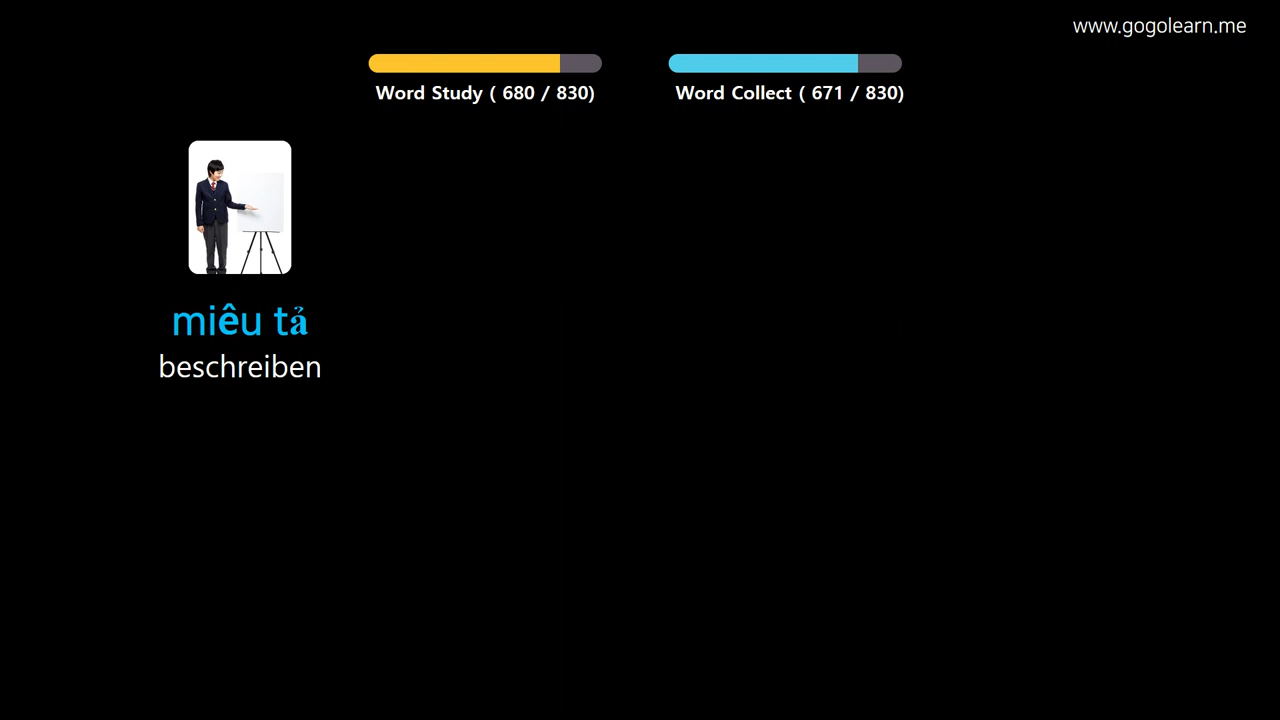 www.gogolearn.me
Word Study ( 680 / 830)
Word Collect ( 671 / 830)
miêu tả
beschreiben